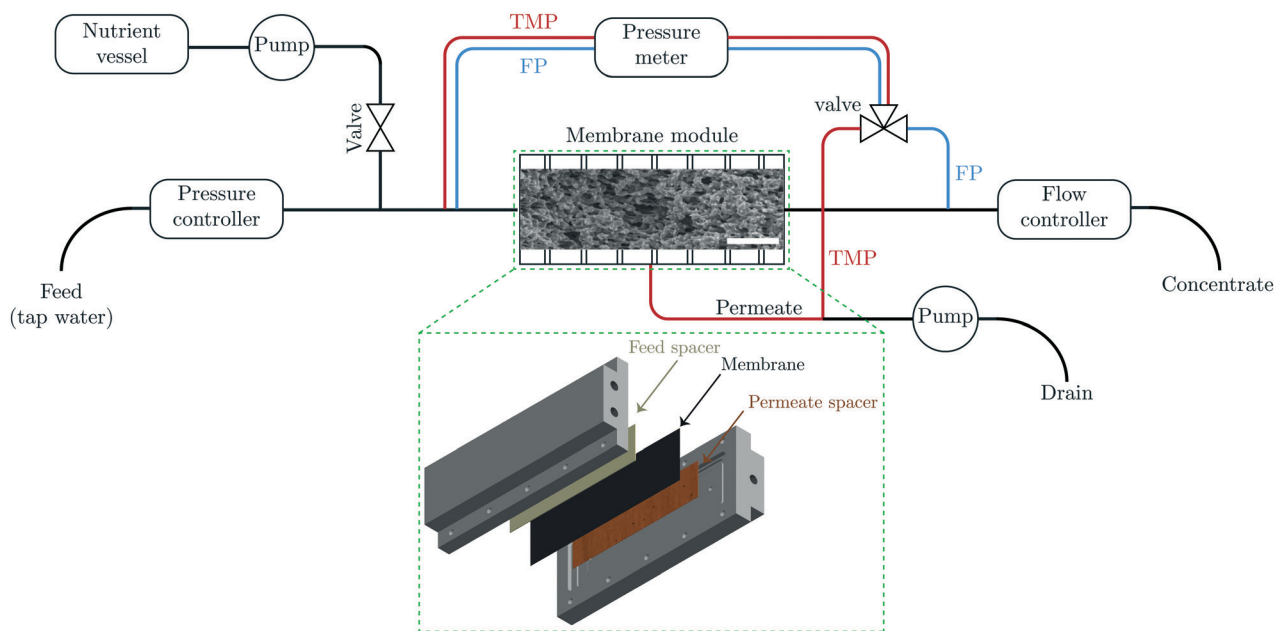 Nutrient
vessel
Pump
TMP
FP
Pressure
meter
Valve
valve
Membrane module
FP
Pressure
controller
Flow
controller
TMP
Feed
(tap water)
Concentrate
Permeate
Pump
Drain
Feed spacer
Membrane
Permeate spacer